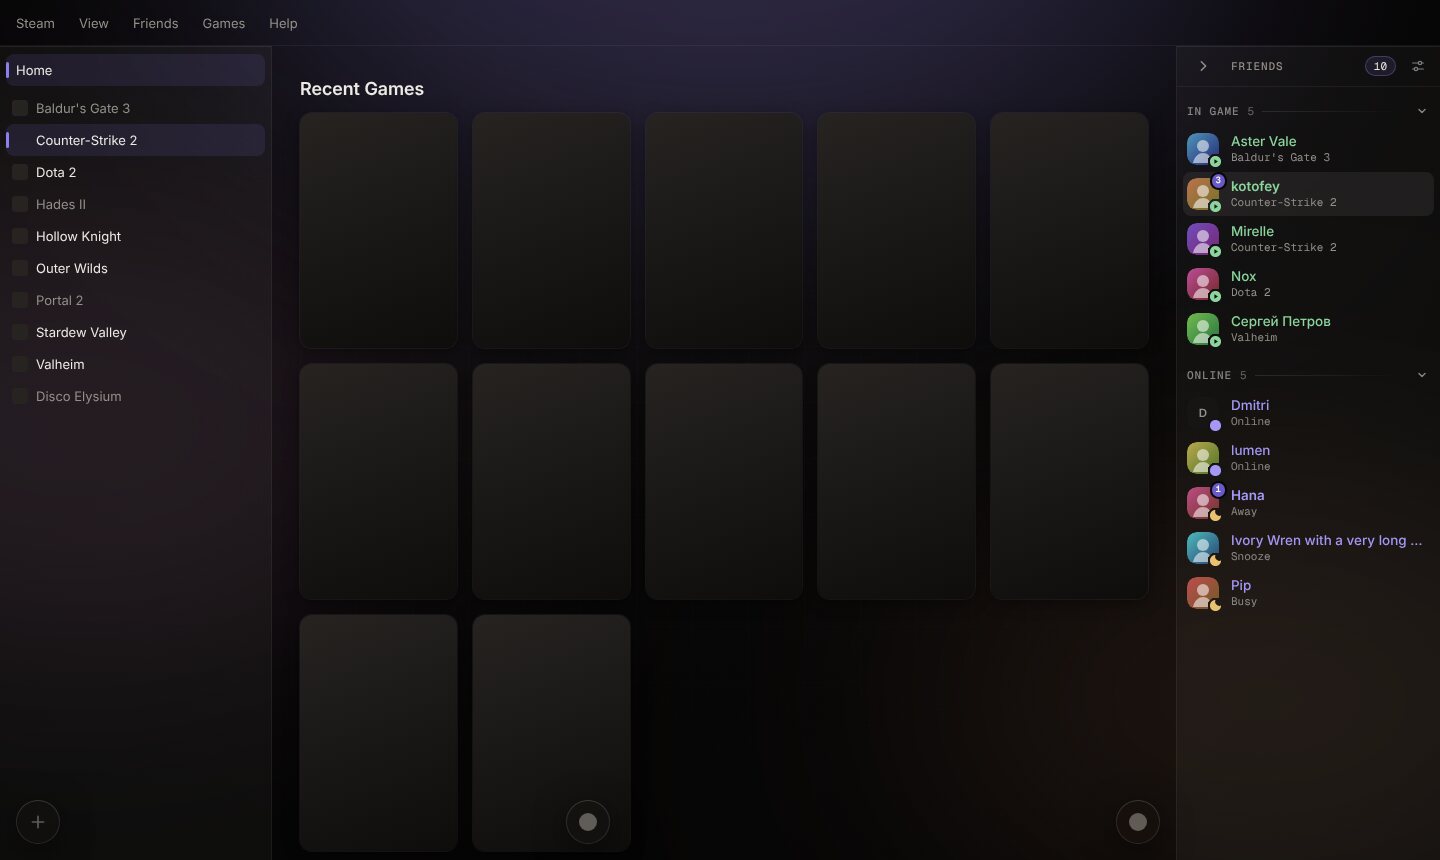 Steam View Friends Games Help
Home
Baldur's Gate 3
Counter-Strike 2
Dota 2
Hades II
Hollow Knight
Outer Wilds
Portal 2
Stardew Valley
Valheim
Disco Elysium
Recent Games
FRIENDS 10
IN GAME 5
Aster Vale
Baldur's Gate 3
3
kotofey
Counter-Strike 2
Mirelle
Counter-Strike 2
Nox
Dota 2
Сергей Петров
Valheim
ONLINE 5
D
Dmitri
Online
lumen
Online
1
Hana
Away
Ivory Wren with a very long ...
Snooze
Pip
Busy